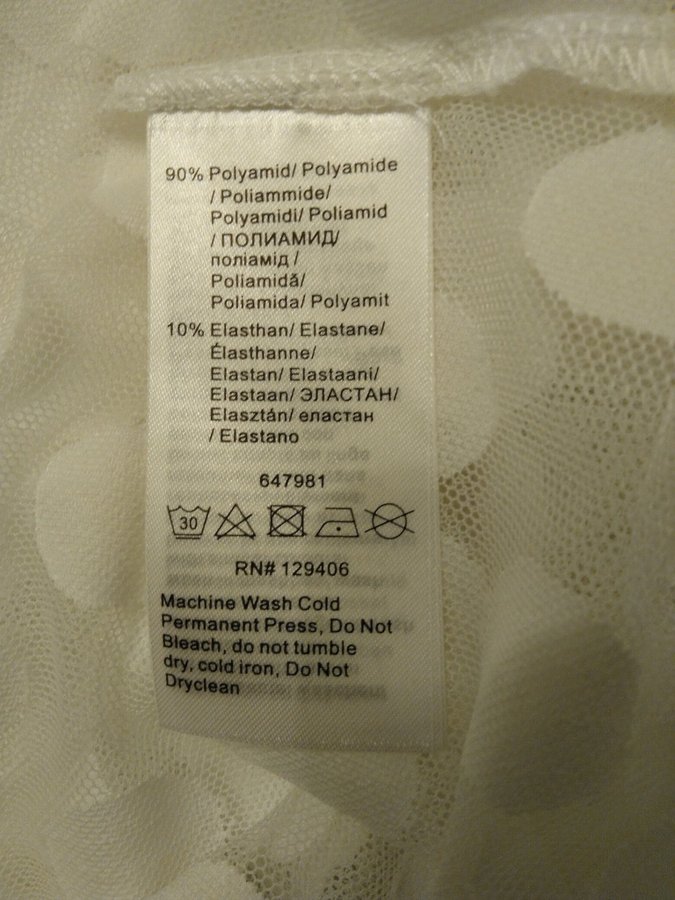 90% Polyamid/ Polyamide
/ Poliammide/
Polyamidi/ Poliamid
/ ПОЛИАМИД/
поліамід /
Poliamidă/
Poliamida/ Polyamit
10% Elasthan/ Elastane/
Élasthanne/
Elastan/ Elastaani/
Elastaan/ ЭЛАСТАН/
Elasztán/ еластан
/ Elastano
647981
30
RN# 129406
Machine Wash Cold
Permanent Press, Do Not
Bleach, do not tumble
dry, cold iron, Do Not
Dryclean